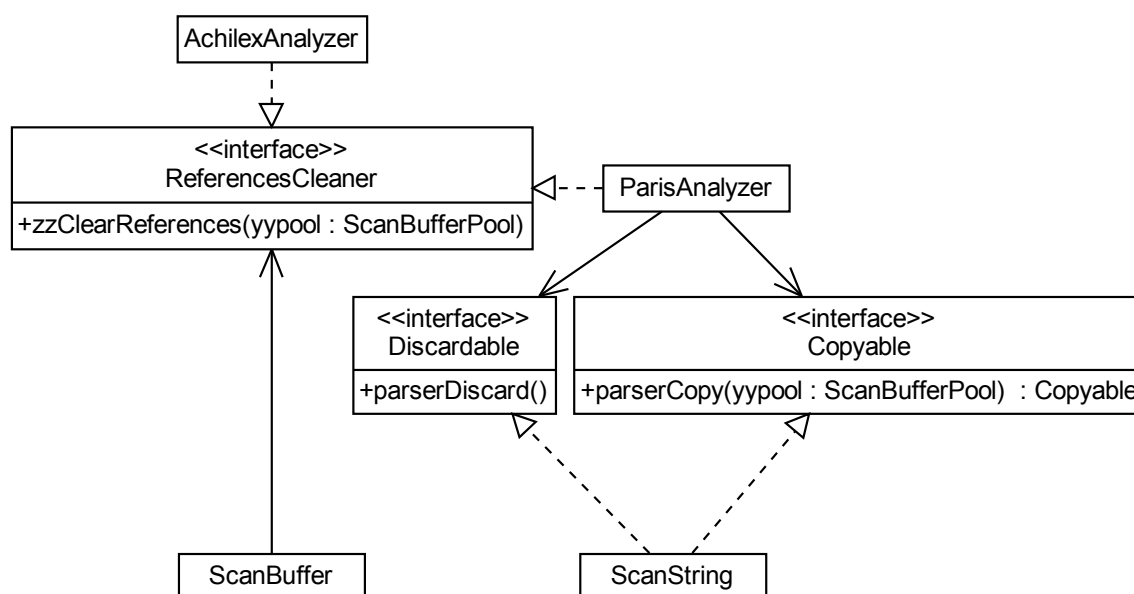 AchilexAnalyzer
<<interface>>
ReferencesCleaner
+zzClearReferences(yypool : ScanBufferPool)
ParisAnalyzer
<<interface>>
Discardable
+parserDiscard()
<<interface>>
Copyable
+parserCopy(yypool : ScanBufferPool) : Copyable
ScanBuffer
ScanString